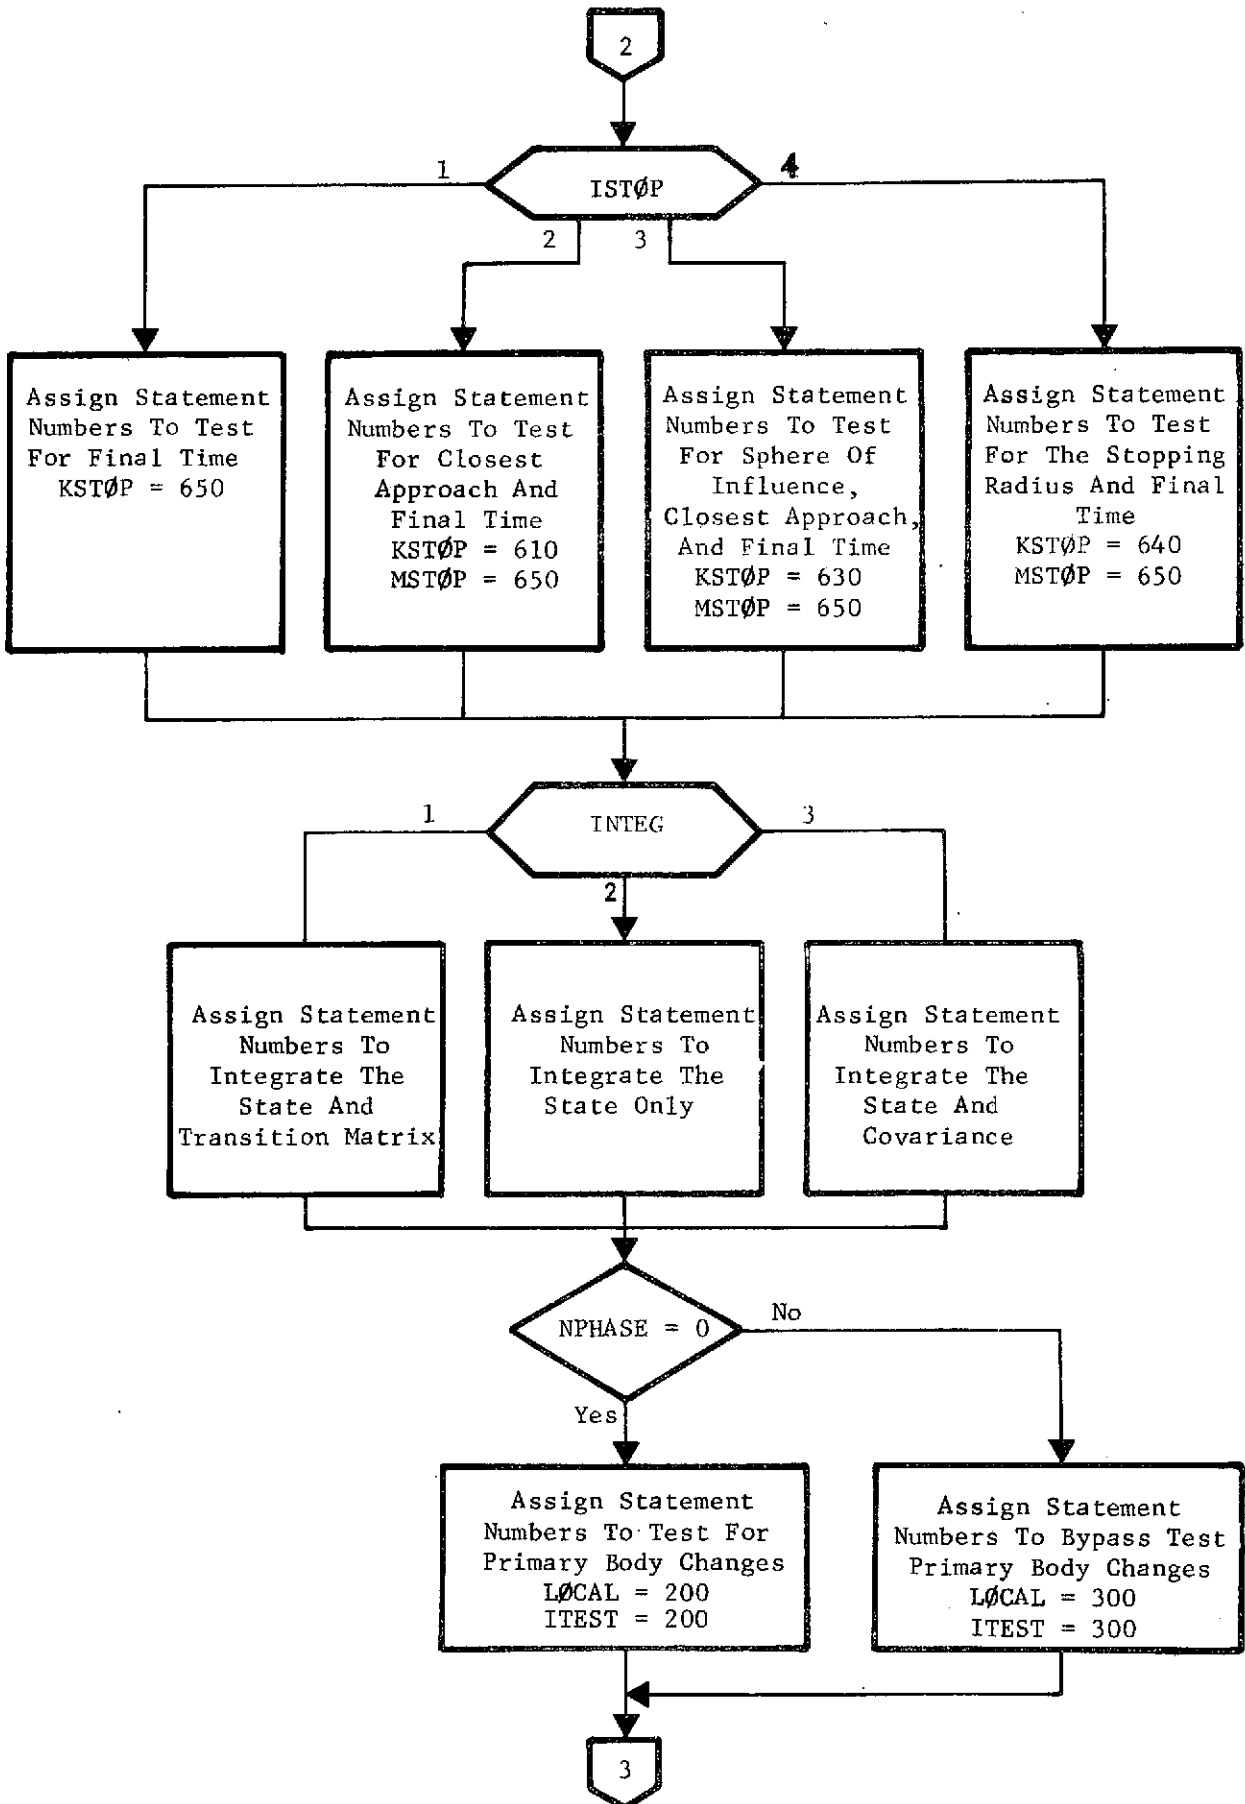 2
1
ISTØP
4
2
3
Assign Statement
Numbers To Test
For Final Time
KSTØP = 650
Assign Statement
Numbers To Test
For Closest
Approach And
Final Time
KSTØP = 610
MSTØP = 650
Assign Statement
Numbers To Test
For Sphere Of
Influence,
Closest Approach,
And Final Time
KSTØP = 630
MSTØP = 650
Assign Statement
Numbers To Test
For The Stopping
Radius And Final
Time
KSTØP = 640
MSTØP = 650
1
INTEG
3
2
Assign Statement
Numbers To
Integrate The
State And
Transition Matrix
Assign Statement
Numbers To
Integrate The
State Only
Assign Statement
Numbers To
Integrate The
State And
Covariance
NPHASE = 0
No
Yes
Assign Statement
Numbers To Test For
Primary Body Changes
LØCAL = 200
ITEST = 200
Assign Statement
Numbers To Bypass Test
Primary Body Changes
LØCAL = 300
ITEST = 300
3